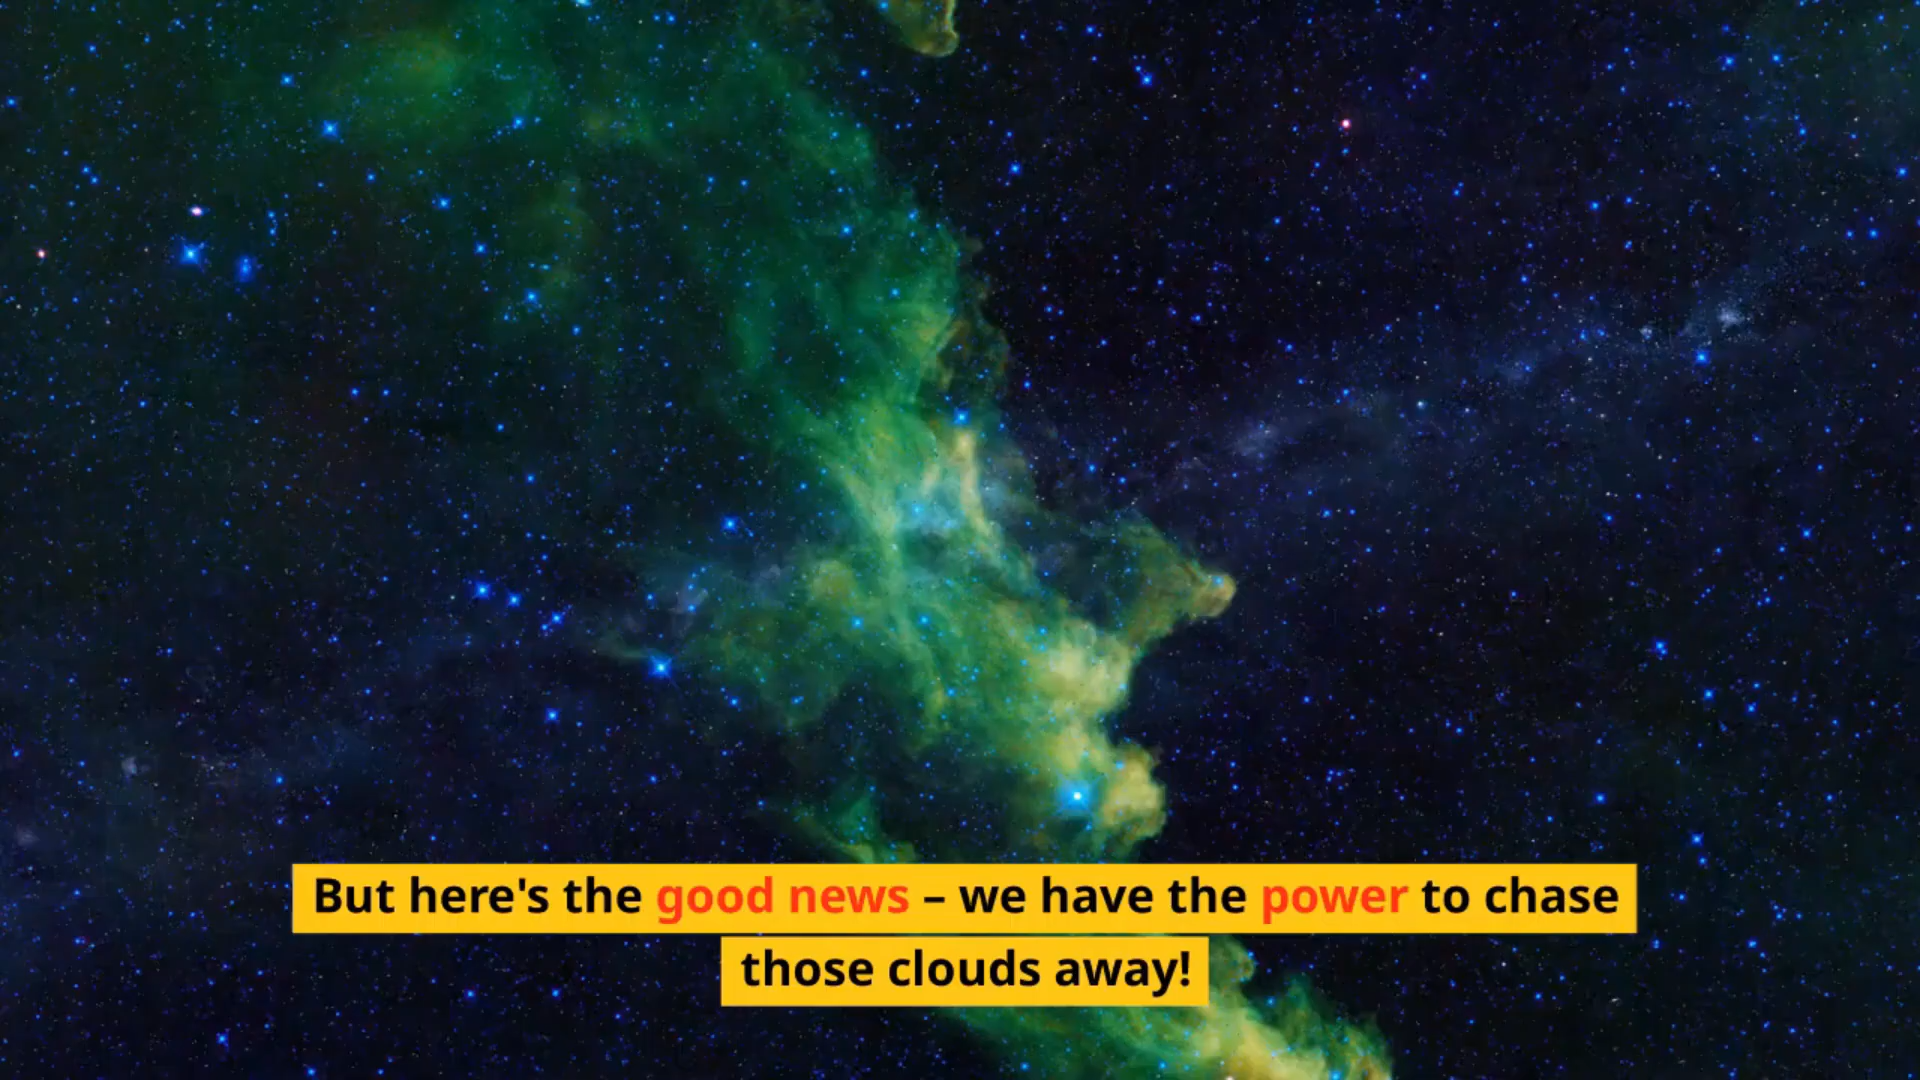 But here's the good news – we have the power to chase
those clouds away!